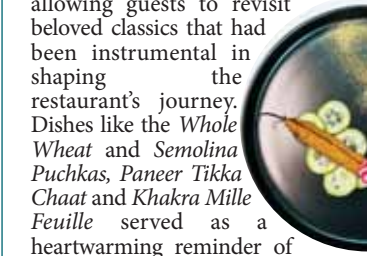 allowing guests to revisit
beloved classics that had
been instrumental in
shaping the
restaurant's journey.
Dishes like the Whole
Wheat and Semolina
Puchkas, Paneer Tikka
Chaat and Khakra Mille
Feuille served as a
heartwarming reminder of